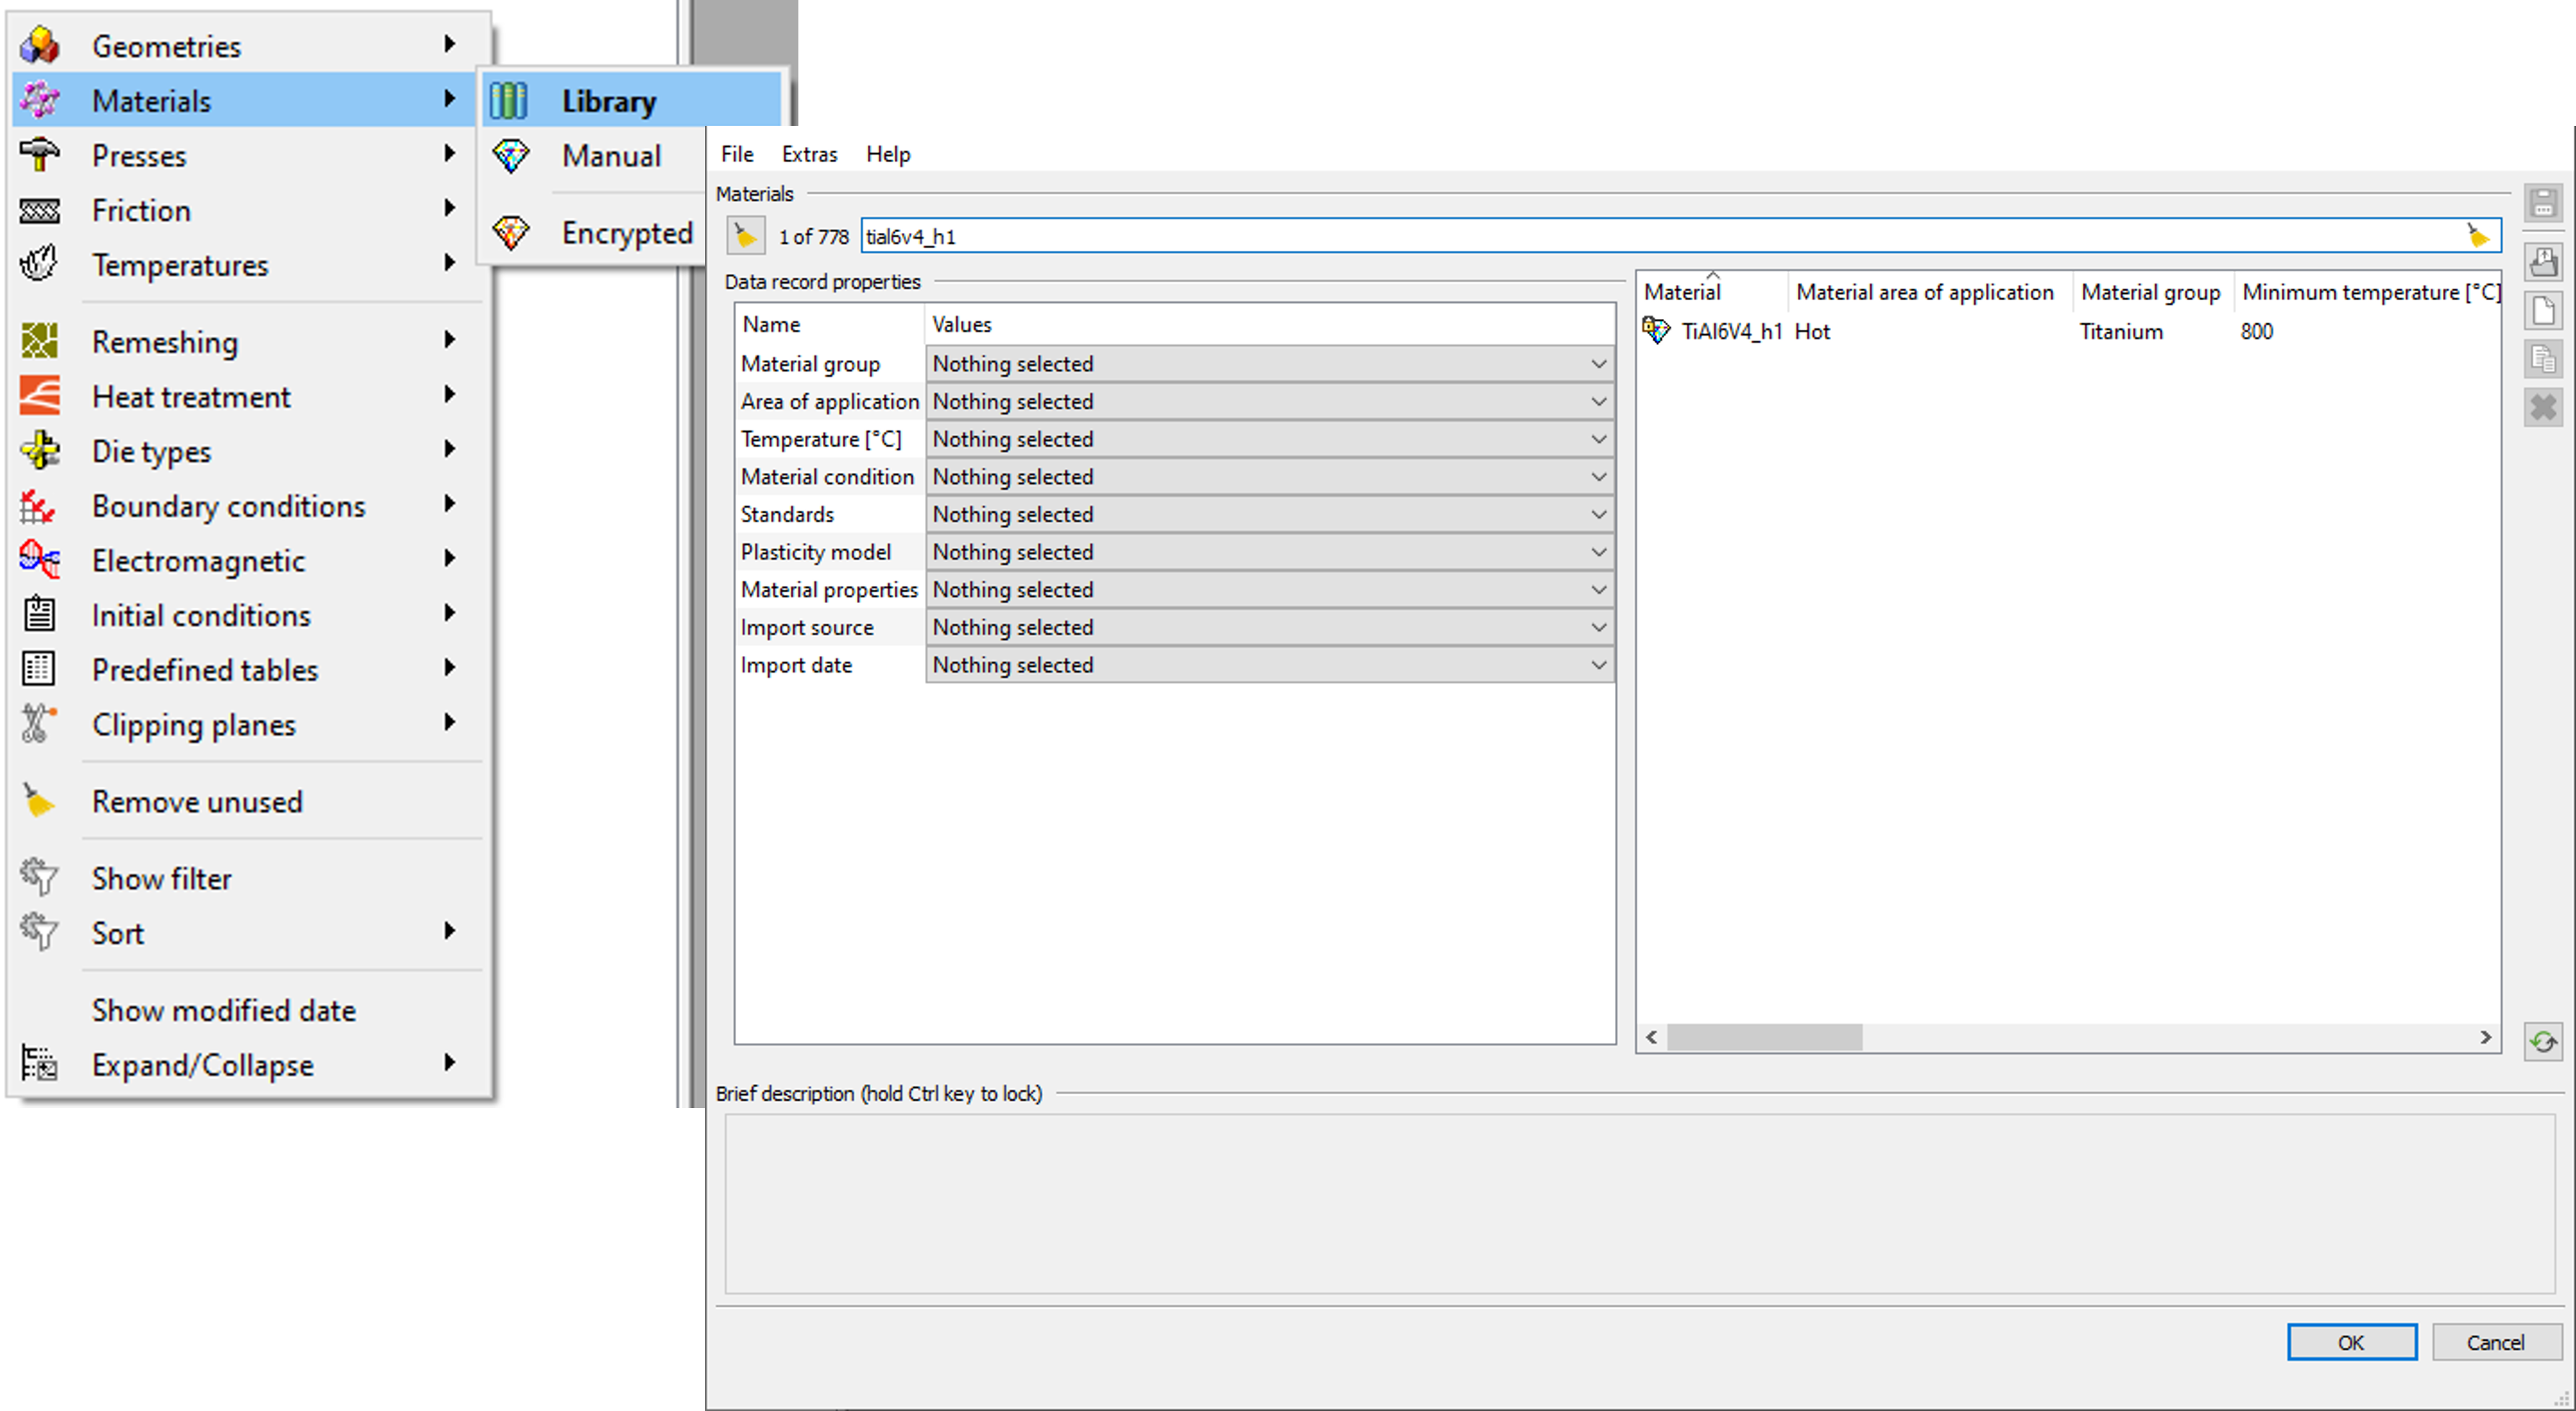 Geometries
Materials
Presses
Friction
Temperatures
Remeshing
Heat treatment
Die types
Boundary conditions
Electromagnetic
Initial conditions
Predefined tables
Clipping planes
Remove unused
Show filter
Sort
Show modified date
Expand/Collapse
Library
Manual
Encrypted
File Extras Help
Materials
1 of 778 tial6v4_h1
Data record properties
Name Values
Material group Nothing selected
Area of application Nothing selected
Temperature [°C] Nothing selected
Material condition Nothing selected
Standards Nothing selected
Plasticity model Nothing selected
Material properties Nothing selected
Import source Nothing selected
Import date Nothing selected
Material Material area of application Material group Minimum temperature [°C]
TiAl6V4_h1 Hot Titanium 800
Brief description (hold Ctrl key to lock)
OK Cancel